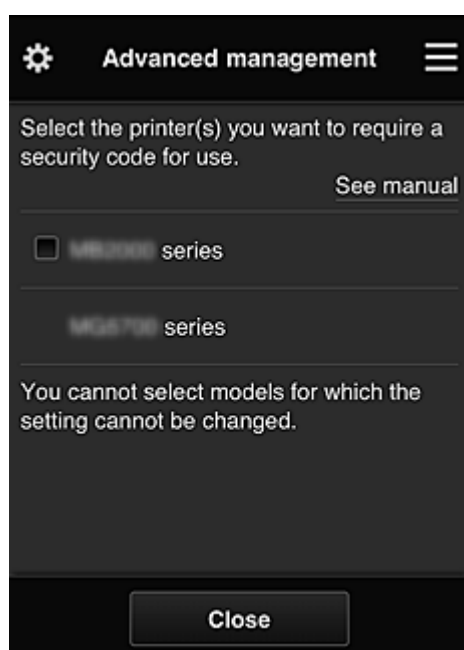 Advanced management
Select the printer(s) you want to require a
security code for use.
See manual
series
series
You cannot select models for which the
setting cannot be changed.
Close